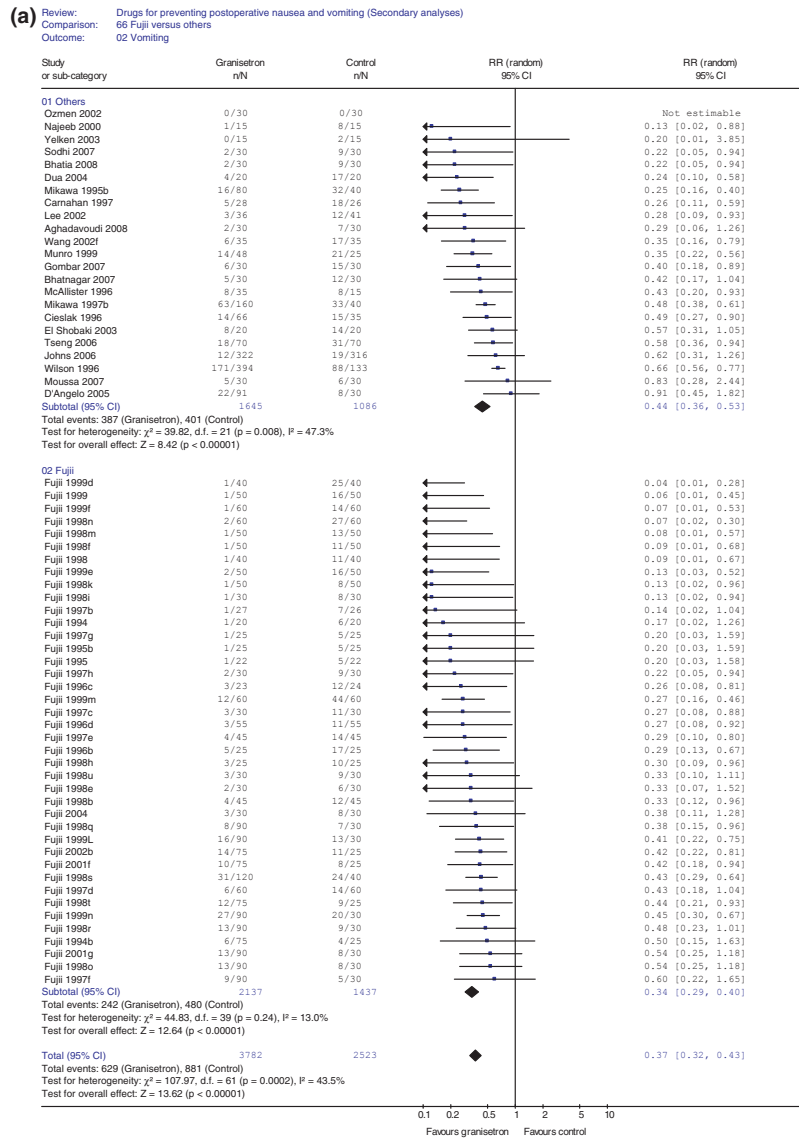 (a) Review: Drugs for preventing postoperative nausea and vomiting (Secondary analyses)
Comparison: 66 Fujii versus others
Outcome: 02 Vomiting
Study or sub-category Granisetron n/N Control n/N RR (random) 95% CI RR (random) 95% CI
01 Others
Ozmen 2002 0/30 0/30 Not estimable
Najeeb 2000 1/15 8/15 0.13 [0.02, 0.88]
Yelken 2003 0/15 2/15 0.20 [0.01, 3.85]
Sodhi 2007 2/30 9/30 0.22 [0.05, 0.94]
Bhatia 2008 2/30 9/30 0.22 [0.05, 0.94]
Dua 2004 4/20 17/20 0.24 [0.10, 0.58]
Mikawa 1995b 16/80 32/40 0.25 [0.16, 0.40]
Carnahan 1997 5/28 18/26 0.26 [0.11, 0.59]
Lee 2002 3/36 12/41 0.28 [0.09, 0.93]
Aghadavoudi 2008 2/30 7/30 0.29 [0.06, 1.26]
Wang 2002f 6/35 17/35 0.35 [0.16, 0.79]
Munro 1999 14/48 21/25 0.35 [0.22, 0.56]
Gombar 2007 6/30 15/30 0.40 [0.18, 0.89]
Bhatnagar 2007 5/30 12/30 0.42 [0.17, 1.04]
McAllister 1996 8/35 8/15 0.43 [0.20, 0.93]
Mikawa 1997b 63/160 33/40 0.48 [0.38, 0.61]
Cieslak 1996 14/66 15/35 0.49 [0.27, 0.90]
El Shobaki 2003 8/20 14/20 0.57 [0.31, 1.05]
Tseng 2006 18/70 31/70 0.58 [0.36, 0.94]
Johns 2006 12/322 19/316 0.62 [0.31, 1.26]
Wilson 1996 171/394 88/133 0.66 [0.56, 0.77]
Moussa 2007 5/30 6/30 0.83 [0.28, 2.44]
D'Angelo 2005 22/91 8/30 0.91 [0.45, 1.82]
Subtotal (95% CI) 1645 1086 0.44 [0.36, 0.53]
Total events: 387 (Granisetron), 401 (Control)
Test for heterogeneity: χ² = 39.82, d.f. = 21 (p = 0.008), I² = 47.3%
Test for overall effect: Z = 8.42 (p < 0.00001)
02 Fujii
Fujii 1999d 1/40 25/40 0.04 [0.01, 0.28]
Fujii 1999 1/50 16/50 0.06 [0.01, 0.45]
Fujii 1999f 1/60 14/60 0.07 [0.01, 0.53]
Fujii 1998n 2/60 27/60 0.07 [0.02, 0.30]
Fujii 1998m 1/50 13/50 0.08 [0.01, 0.57]
Fujii 1998f 1/50 11/50 0.09 [0.01, 0.68]
Fujii 1998 1/40 11/40 0.09 [0.01, 0.67]
Fujii 1999e 2/50 16/50 0.13 [0.03, 0.52]
Fujii 1998k 1/50 8/50 0.13 [0.02, 0.96]
Fujii 1998i 1/30 8/30 0.13 [0.02, 0.94]
Fujii 1997b 1/27 7/26 0.14 [0.02, 1.04]
Fujii 1994 1/20 6/20 0.17 [0.02, 1.26]
Fujii 1997g 1/25 5/25 0.20 [0.03, 1.59]
Fujii 1995b 1/25 5/25 0.20 [0.03, 1.59]
Fujii 1995 1/22 5/22 0.20 [0.03, 1.58]
Fujii 1997h 2/30 9/30 0.22 [0.05, 0.94]
Fujii 1996c 3/23 12/24 0.26 [0.08, 0.81]
Fujii 1999m 12/60 44/60 0.27 [0.16, 0.46]
Fujii 1997c 3/30 11/30 0.27 [0.08, 0.88]
Fujii 1996d 3/55 11/55 0.27 [0.08, 0.92]
Fujii 1997e 4/45 14/45 0.29 [0.10, 0.80]
Fujii 1996b 5/25 17/25 0.29 [0.13, 0.67]
Fujii 1998h 3/25 10/25 0.30 [0.09, 0.96]
Fujii 1998u 3/30 9/30 0.33 [0.10, 1.11]
Fujii 1998e 2/30 6/30 0.33 [0.07, 1.52]
Fujii 1998b 4/45 12/45 0.33 [0.12, 0.96]
Fujii 2004 3/30 8/30 0.38 [0.11, 1.28]
Fujii 1998q 8/90 7/30 0.38 [0.15, 0.96]
Fujii 1999L 16/90 13/30 0.41 [0.22, 0.75]
Fujii 2002b 14/75 11/25 0.42 [0.22, 0.81]
Fujii 2001f 10/75 8/25 0.42 [0.18, 0.94]
Fujii 1998s 31/120 24/40 0.43 [0.29, 0.64]
Fujii 1997d 6/60 14/60 0.43 [0.18, 1.04]
Fujii 1998t 12/75 9/25 0.44 [0.21, 0.93]
Fujii 1999n 27/90 20/30 0.45 [0.30, 0.67]
Fujii 1998r 13/90 9/30 0.48 [0.23, 1.01]
Fujii 1994b 6/75 4/25 0.50 [0.15, 1.63]
Fujii 2001g 13/90 8/30 0.54 [0.25, 1.18]
Fujii 1998o 13/90 8/30 0.54 [0.25, 1.18]
Fujii 1997f 9/90 5/30 0.60 [0.22, 1.65]
Subtotal (95% CI) 2137 1437 0.34 [0.29, 0.40]
Total events: 242 (Granisetron), 480 (Control)
Test for heterogeneity: χ² = 44.83, d.f. = 39 (p = 0.24), I² = 13.0%
Test for overall effect: Z = 12.64 (p < 0.00001)
Total (95% CI) 3782 2523 0.37 [0.32, 0.43]
Total events: 629 (Granisetron), 881 (Control)
Test for heterogeneity: χ² = 107.97, d.f. = 61 (p = 0.0002), I² = 43.5%
Test for overall effect: Z = 13.62 (p < 0.00001)
0.1 0.2 0.5 1 2 5 10
Favours granisetron Favours control